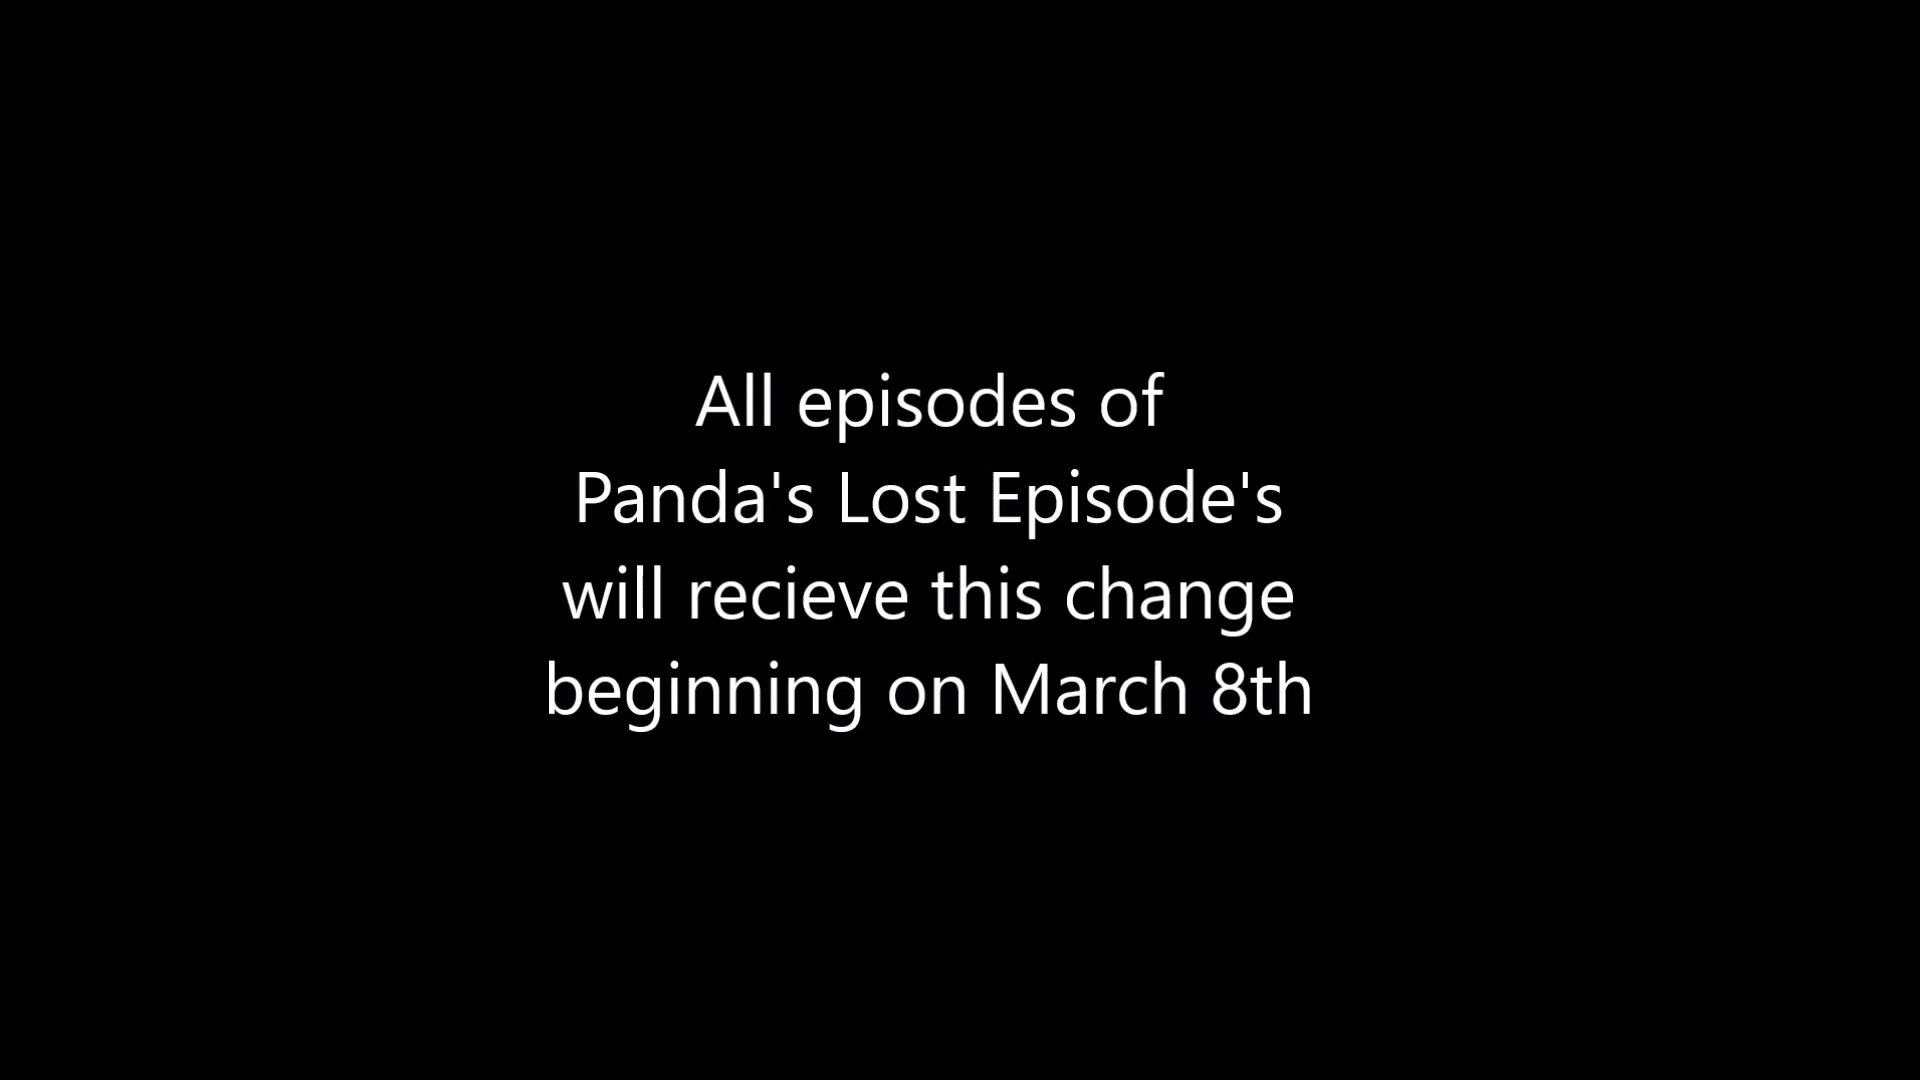 All episodes of
Panda's Lost Episode's
will recieve this change
beginning on March 8th